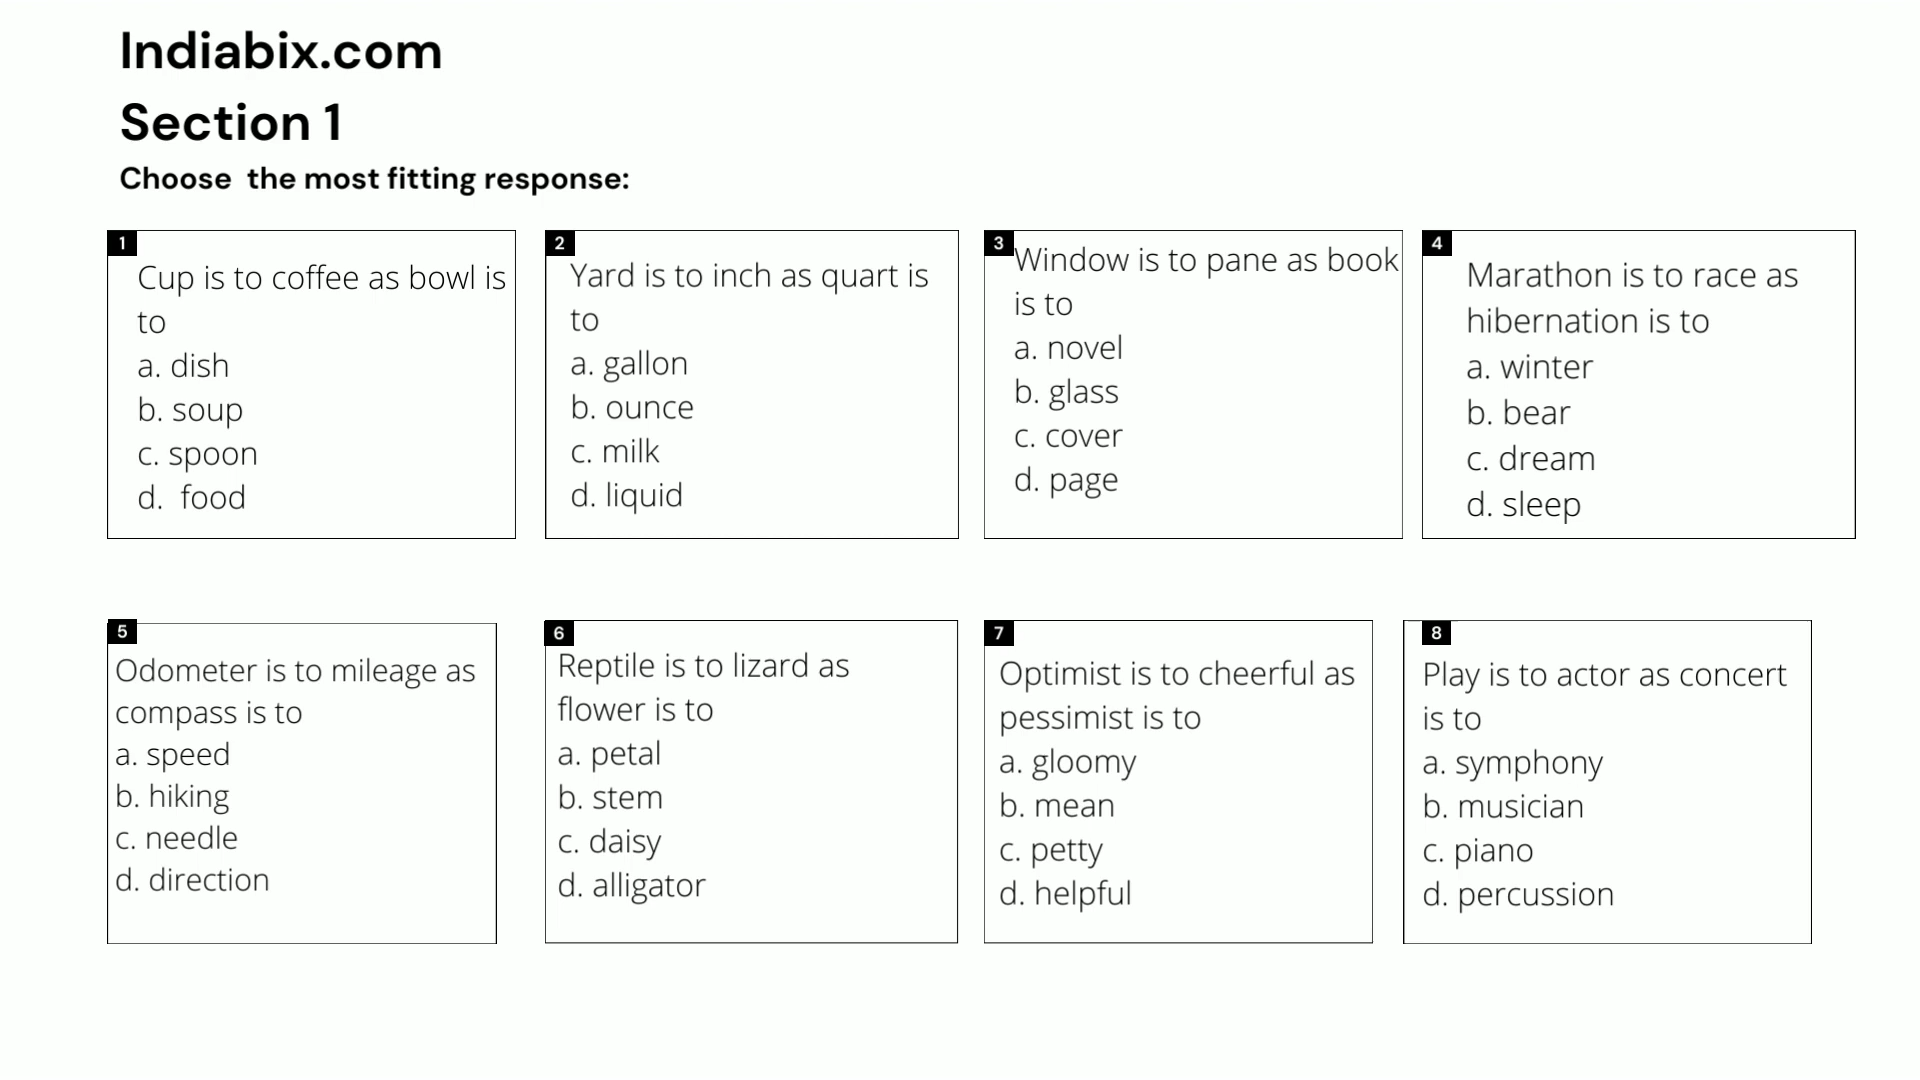 Indiabix.com
Section 1
Choose  the most fitting response:
1
Cup is to coffee as bowl is
to
a. dish
b. soup
c. spoon
d.  food
2
Yard is to inch as quart is
to
a. gallon
b. ounce
c. milk
d. liquid
3
Window is to pane as book
is to
a. novel
b. glass
c. cover
d. page
4
Marathon is to race as
hibernation is to
a. winter
b. bear
c. dream
d. sleep
5
Odometer is to mileage as
compass is to
a. speed
b. hiking
c. needle
d. direction
6
Reptile is to lizard as
flower is to
a. petal
b. stem
c. daisy
d. alligator
7
Optimist is to cheerful as
pessimist is to
a. gloomy
b. mean
c. petty
d. helpful
8
Play is to actor as concert
is to
a. symphony
b. musician
c. piano
d. percussion